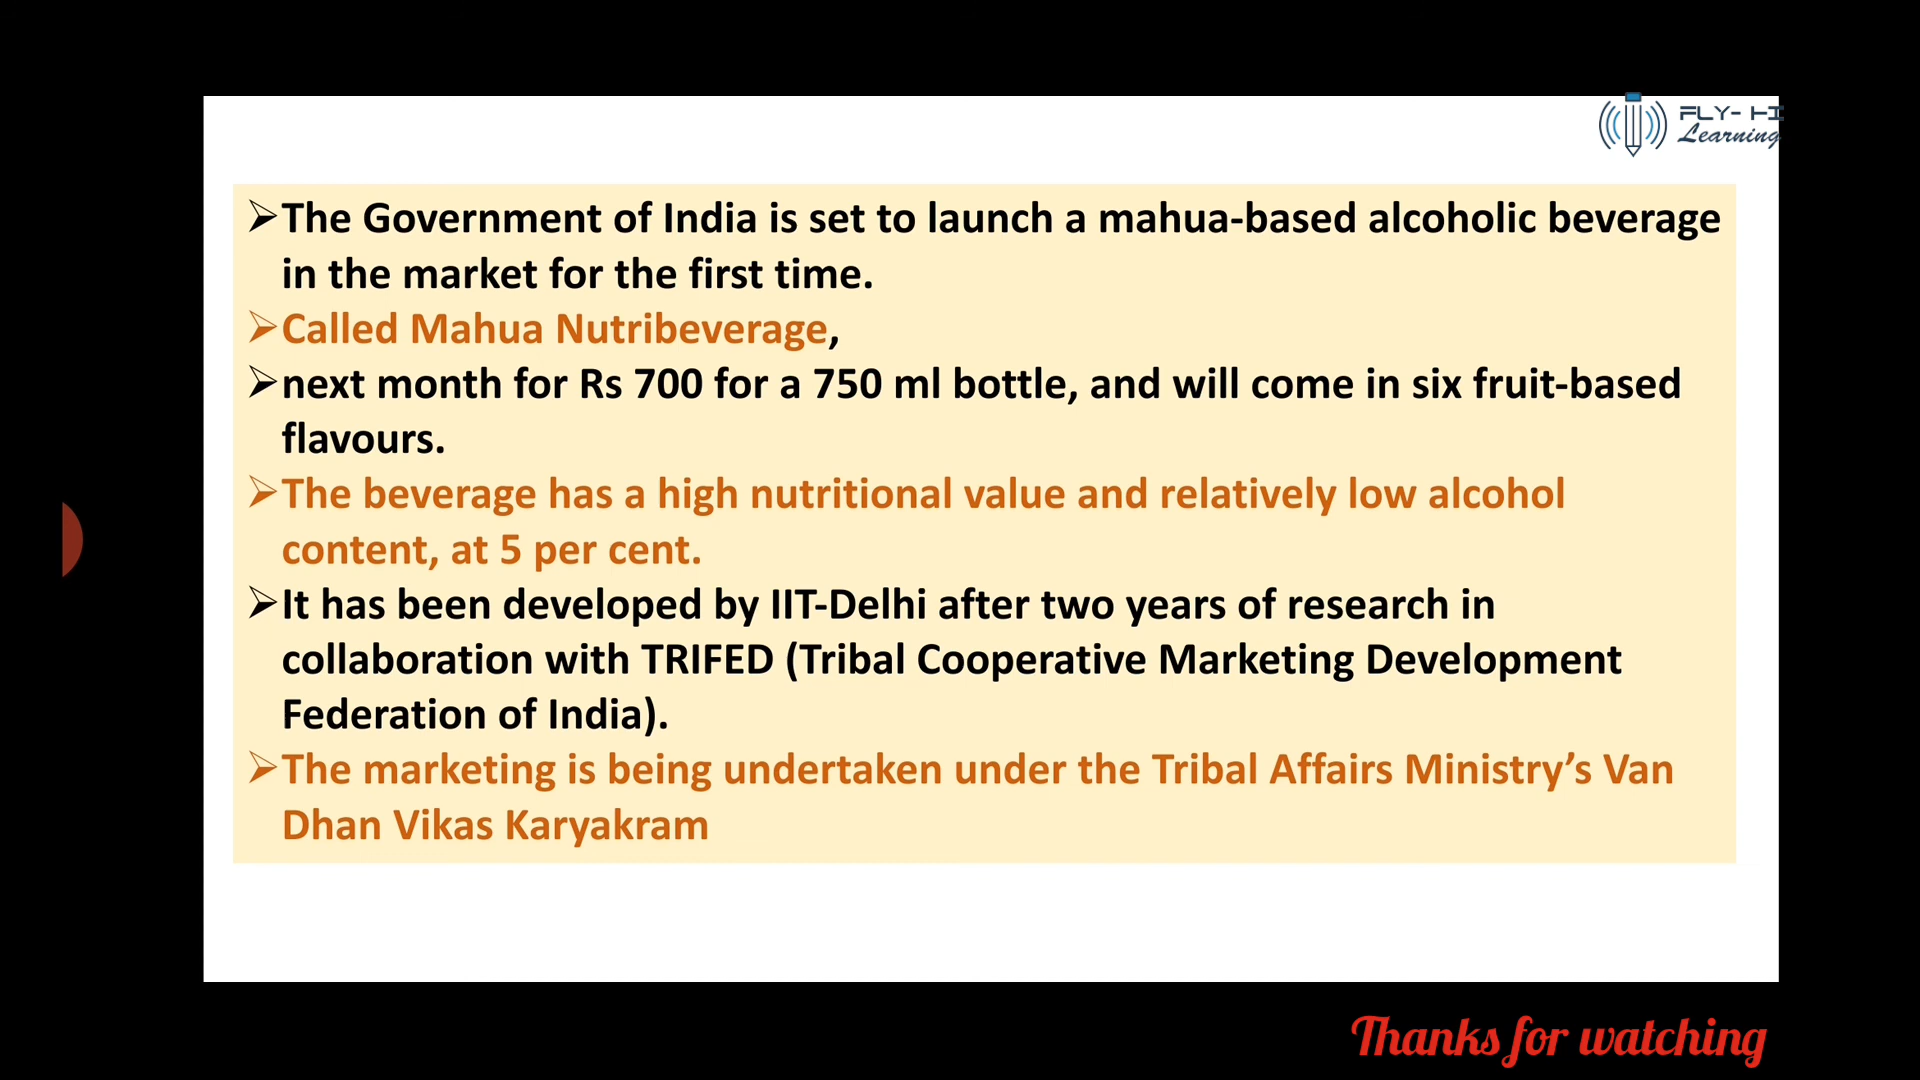 FLY-HI
Learning
➢The Government of India is set to launch a mahua-based alcoholic beverage
in the market for the first time.
➢Called Mahua Nutribeverage,
➢next month for Rs 700 for a 750 ml bottle, and will come in six fruit-based
flavours.
➢The beverage has a high nutritional value and relatively low alcohol
content, at 5 per cent.
➢It has been developed by IIT-Delhi after two years of research in
collaboration with TRIFED (Tribal Cooperative Marketing Development
Federation of India).
➢The marketing is being undertaken under the Tribal Affairs Ministry’s Van
Dhan Vikas Karyakram
Thanks for watching